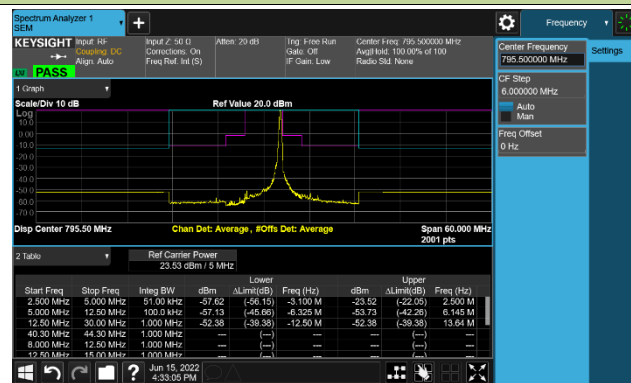 Spectrum Analyzer 1
SEM
Frequency
KEYSIGHT
Input: RF
Coupling: DC
Align: Auto
Input Z: 50 Ω
Corrections: On
Freq Ref: Int (S)
Atten: 20 dB
Trig: Free Run
Gate: Off
IF Gain: Low
Center Freq: 795.500000 MHz
Avg|Hold: 100.00% of 100
Radio Std: None
PASS
Center Frequency
795.500000 MHz
Settings
CF Step
6.000000 MHz
Auto
Man
Freq Offset
0 Hz
1 Graph
Scale/Div 10 dB
Ref Value 20.0 dBm
Log
10.0
0.00
-10.0
-20.0
-30.0
-40.0
-50.0
-60.0
-70.0
Disp Center 795.50 MHz
Chan Det: Average, #Offs Det: Average
Span 60.000 MHz
2001 pts
2 Table
Ref Carrier Power
23.53 dBm / 5 MHz
Lower Upper
Start Freq Stop Freq Integ BW dBm ΔLimit(dB) Freq (Hz) dBm ΔLimit(dB) Freq (Hz)
2.500 MHz 5.000 MHz 51.00 kHz -57.62 (-56.15) -3.100 M -23.52 (-22.05) 2.500 M
5.000 MHz 12.50 MHz 100.0 kHz -57.13 (-45.66) -6.325 M -53.73 (-42.26) 6.145 M
12.50 MHz 30.00 MHz 1.000 MHz -52.38 (-39.38) -12.50 M -52.38 (-39.38) 13.64 M
40.30 MHz 44.30 MHz 1.000 MHz --- (---) --- --- (---) ---
8.000 MHz 12.50 MHz 1.000 MHz --- (---) --- --- (---) ---
12.50 MHz 15.00 MHz 1.000 MHz --- (---) --- --- (---) ---
?
Jun 15, 2022
4:33:05 PM